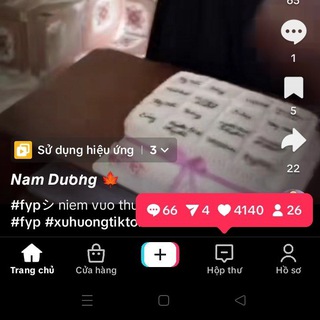 65
1
5
Sử dụng hiệu ứng | 3
22
Nam Dương 🍁
#fypシ niem vuo thu
#fyp #xuhuongtikto
66 4 4140 26
Trang chủ Cửa hàng Hộp thư Hồ sơ